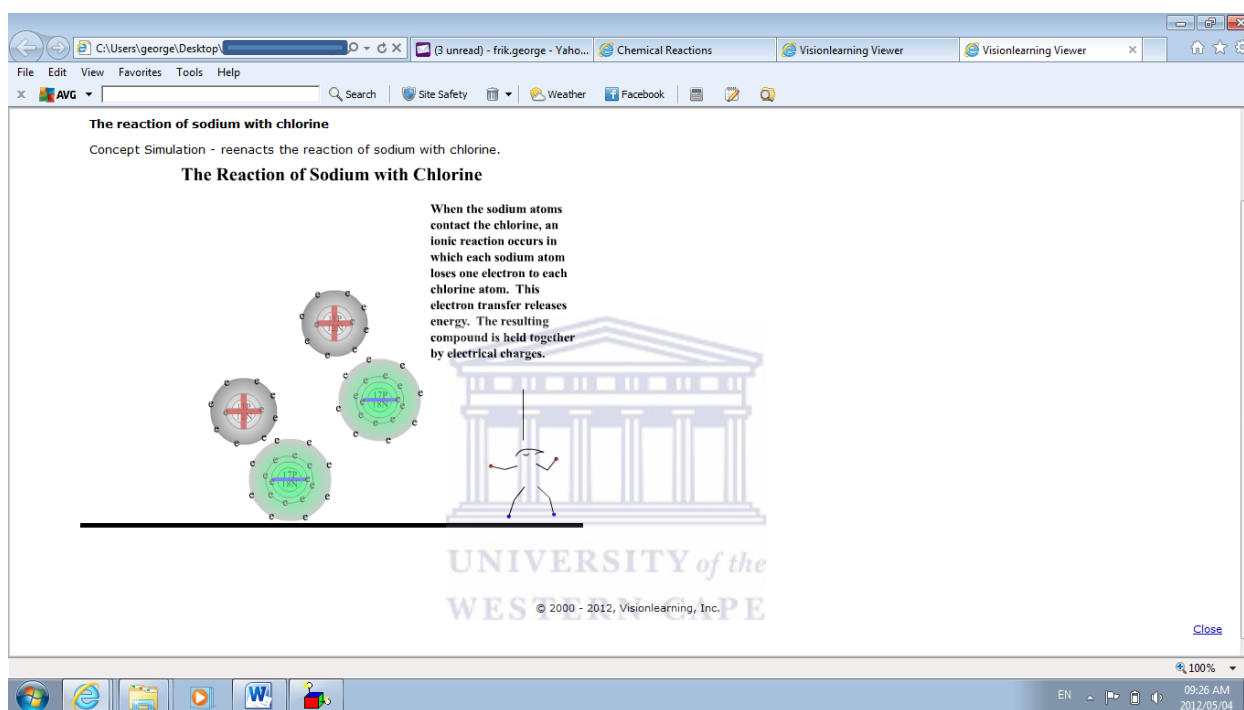 C:\Users\george\Desktop\
(3 unread) - frik.george - Yaho...
Chemical Reactions
Visionlearning Viewer
Visionlearning Viewer
File Edit View Favorites Tools Help
x AVG Search Site Safety Weather Facebook
The reaction of sodium with chlorine
Concept Simulation - reenacts the reaction of sodium with chlorine.
The Reaction of Sodium with Chlorine
When the sodium atoms
contact the chlorine, an
ionic reaction occurs in
which each sodium atom
loses one electron to each
chlorine atom. This
electron transfer releases
energy. The resulting
compound is held together
by electrical charges.
17P
18N
17P
18N
UNIVERSITY of the
WESTERN CAPE
© 2000 - 2012, Visionlearning, Inc.
Close
100%
EN
09:26 AM
2012/05/04